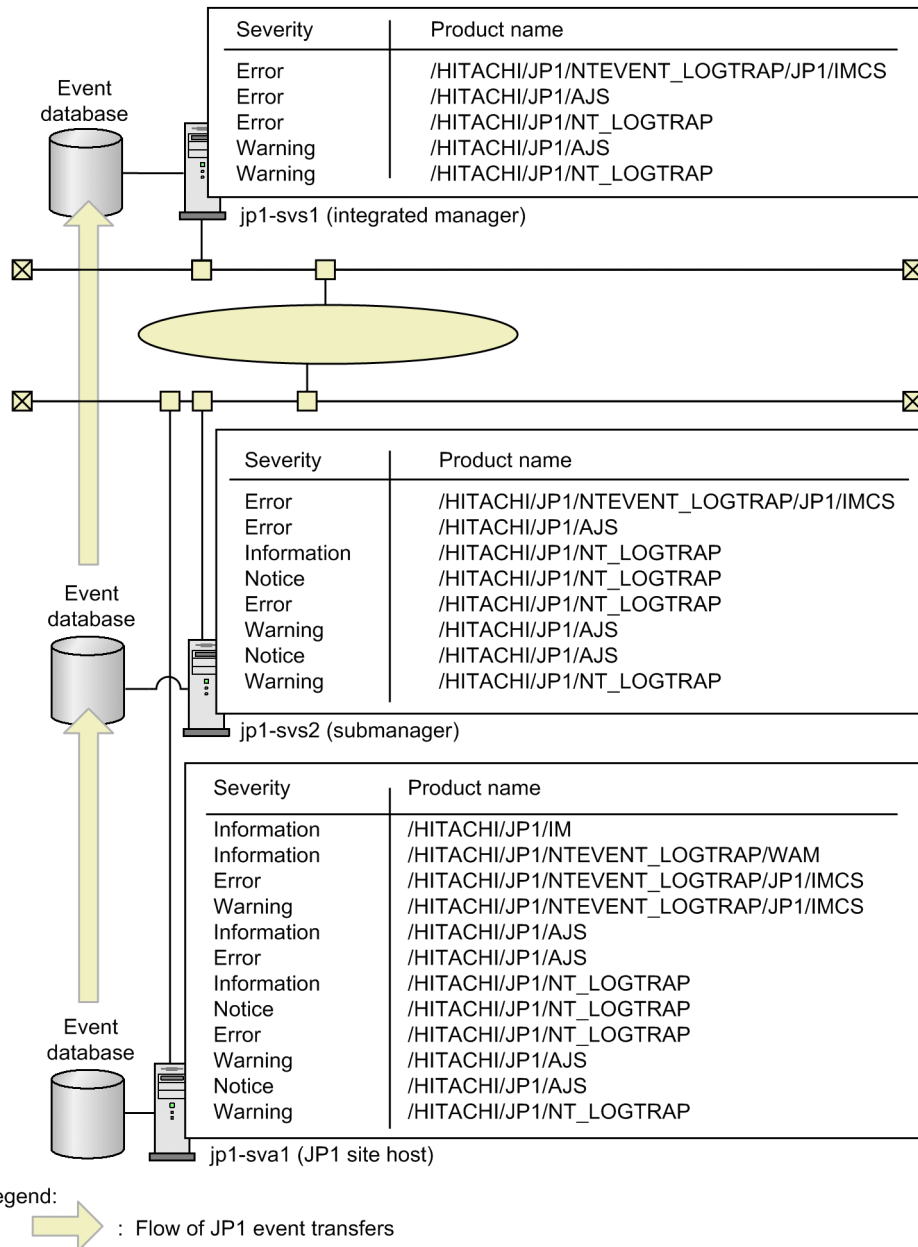 Severity Product name
Error /HITACHI/JP1/NTEVENT_LOGTRAP/JP1/IMCS
Error /HITACHI/JP1/AJS
Error /HITACHI/JP1/NT_LOGTRAP
Warning /HITACHI/JP1/AJS
Warning /HITACHI/JP1/NT_LOGTRAP
Event
database
jp1-svs1 (integrated manager)
Severity Product name
Error /HITACHI/JP1/NTEVENT_LOGTRAP/JP1/IMCS
Error /HITACHI/JP1/AJS
Information /HITACHI/JP1/NT_LOGTRAP
Notice /HITACHI/JP1/NT_LOGTRAP
Error /HITACHI/JP1/NT_LOGTRAP
Warning /HITACHI/JP1/AJS
Notice /HITACHI/JP1/AJS
Warning /HITACHI/JP1/NT_LOGTRAP
Event
database
jp1-svs2 (submanager)
Severity Product name
Information /HITACHI/JP1/IM
Information /HITACHI/JP1/NTEVENT_LOGTRAP/WAM
Error /HITACHI/JP1/NTEVENT_LOGTRAP/JP1/IMCS
Warning /HITACHI/JP1/NTEVENT_LOGTRAP/JP1/IMCS
Information /HITACHI/JP1/AJS
Error /HITACHI/JP1/AJS
Information /HITACHI/JP1/NT_LOGTRAP
Notice /HITACHI/JP1/NT_LOGTRAP
Error /HITACHI/JP1/NT_LOGTRAP
Warning /HITACHI/JP1/AJS
Notice /HITACHI/JP1/AJS
Warning /HITACHI/JP1/NT_LOGTRAP
Event
database
jp1-sva1 (JP1 site host)
egend:
: Flow of JP1 event transfers